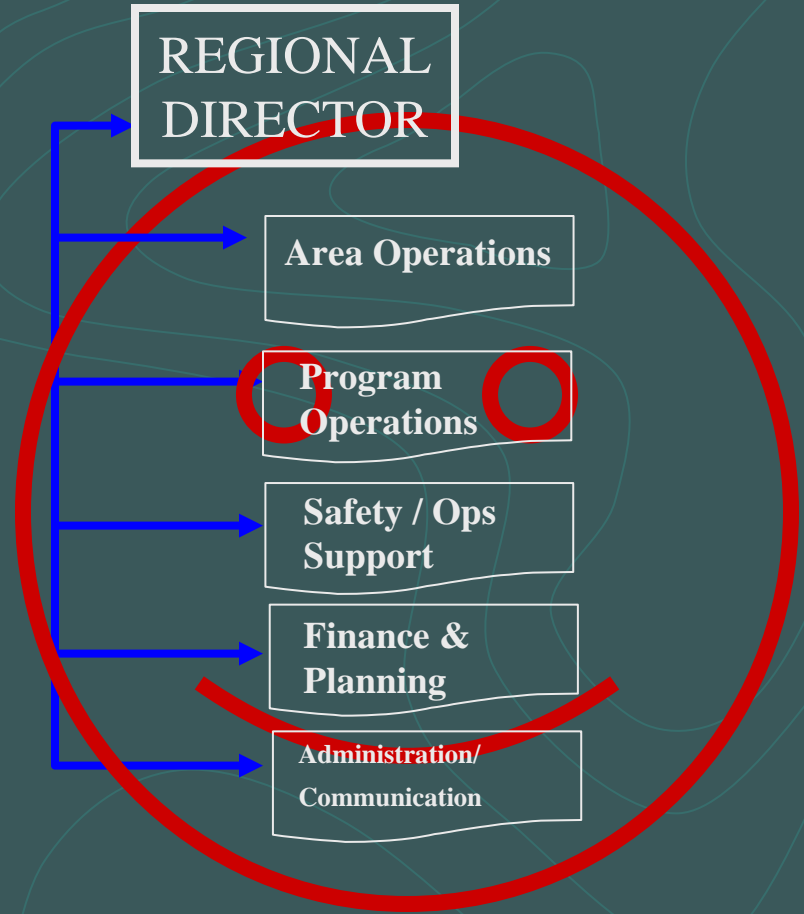 REGIONAL
DIRECTOR
Area Operations
Program
Operations
Safety / Ops
Support
Finance &
Planning
Administration/
Communication